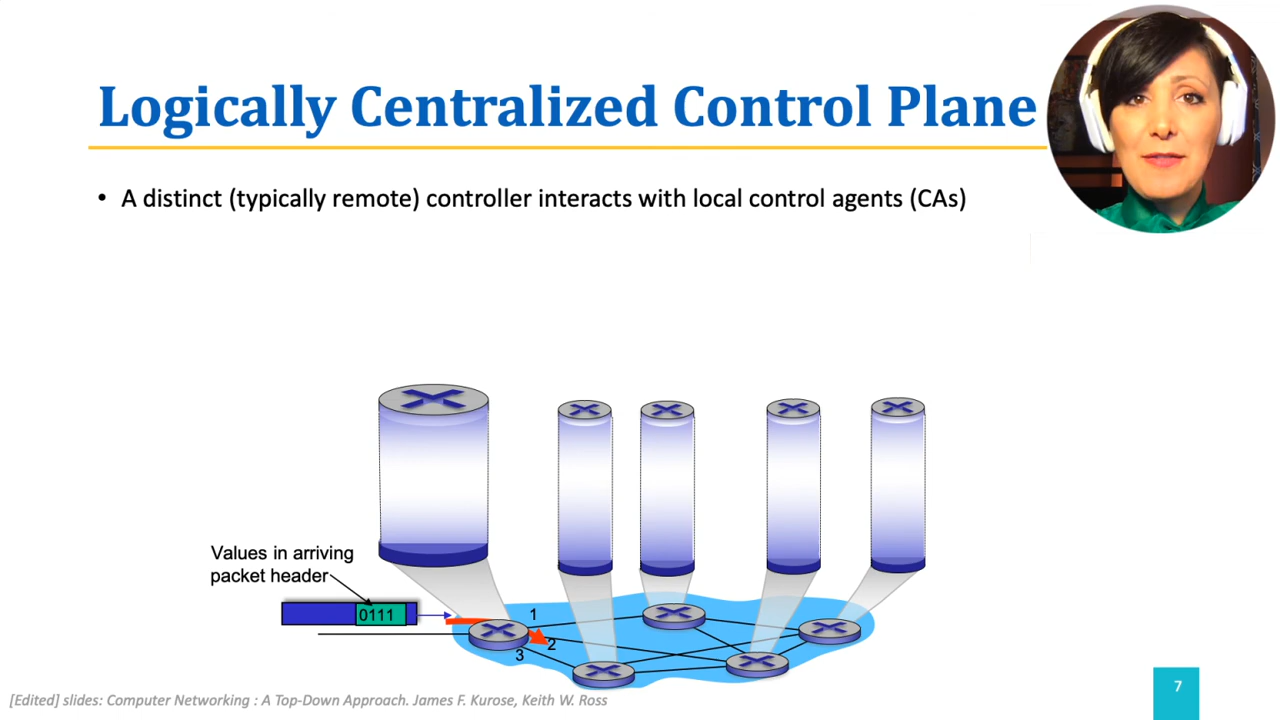 Logically Centralized Control Plane
• A distinct (typically remote) controller interacts with local control agents (CAs)
Values in arriving
packet header
0111
1
2
3
[Edited] slides: Computer Networking : A Top-Down Approach. James F. Kurose, Keith W. Ross
7